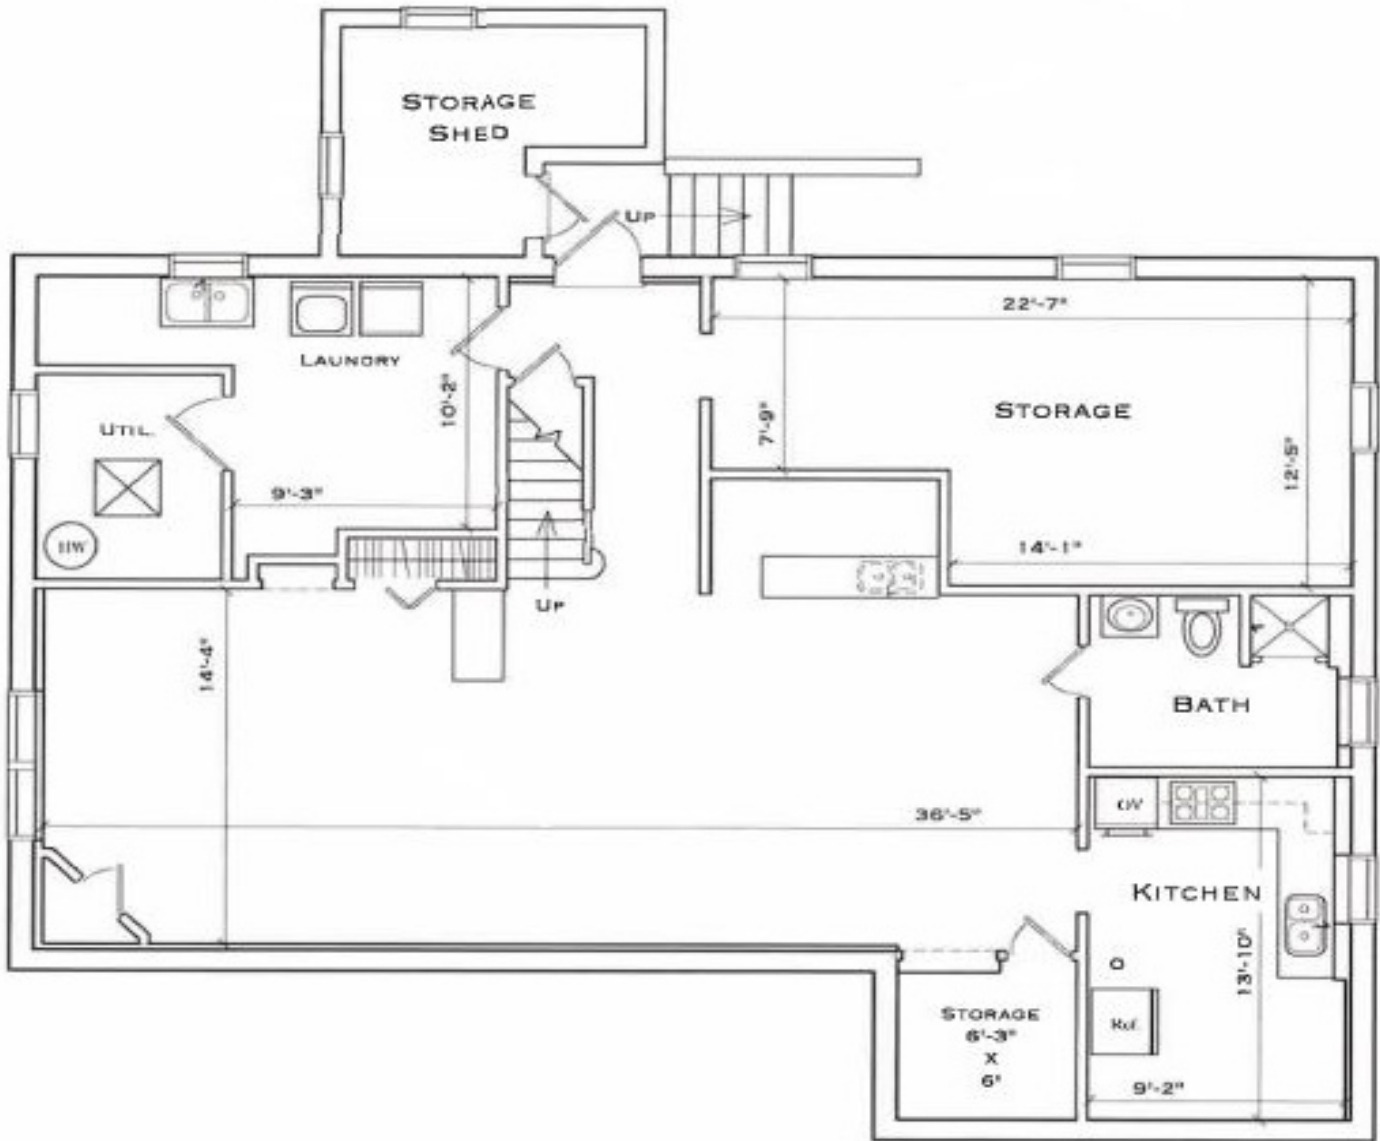 STORAGE
SHED
UP
22'-7"
LAUNDRY
10'-2"
7'-9"
STORAGE
12'-5"
UTIL.
9'-3"
HW
14'-1"
UP
14'-4"
BATH
36'-5"
OV
KITCHEN
13'-10"
STORAGE
6'-3"
X
6'
Ref.
9'-2"